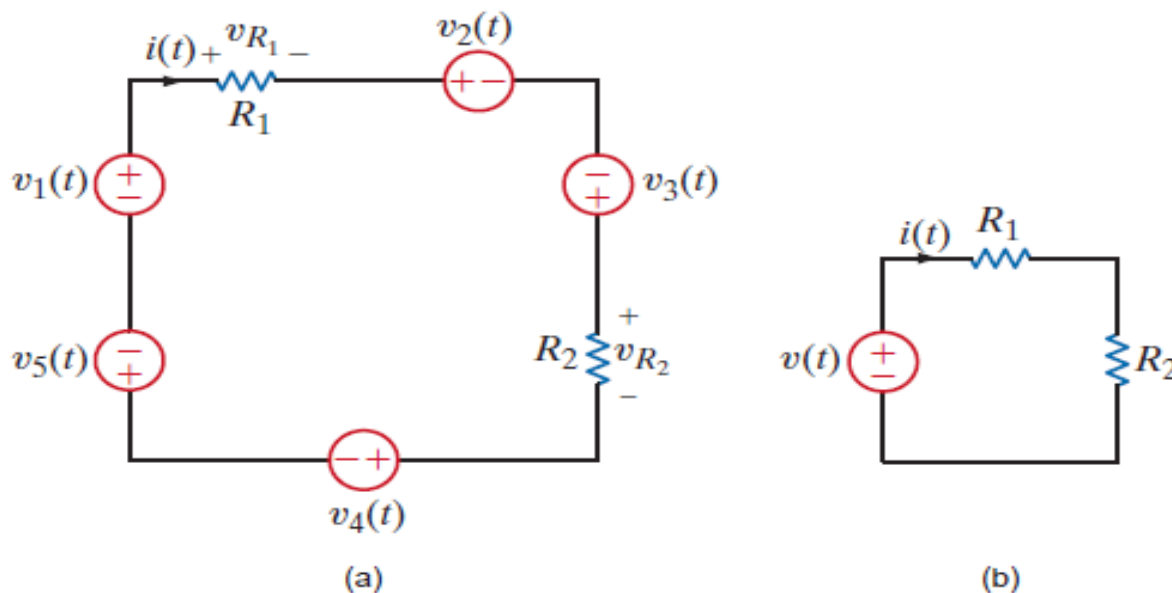 i(t) + v_{R_1} −
v_2(t)
+ −
R_1
v_1(t)
+
−
−
+
v_3(t)
i(t)
R_1
v_5(t)
−
+
R_2
+
v_{R_2}
−
v(t)
+
−
R_2
− +
v_4(t)
(a)
(b)